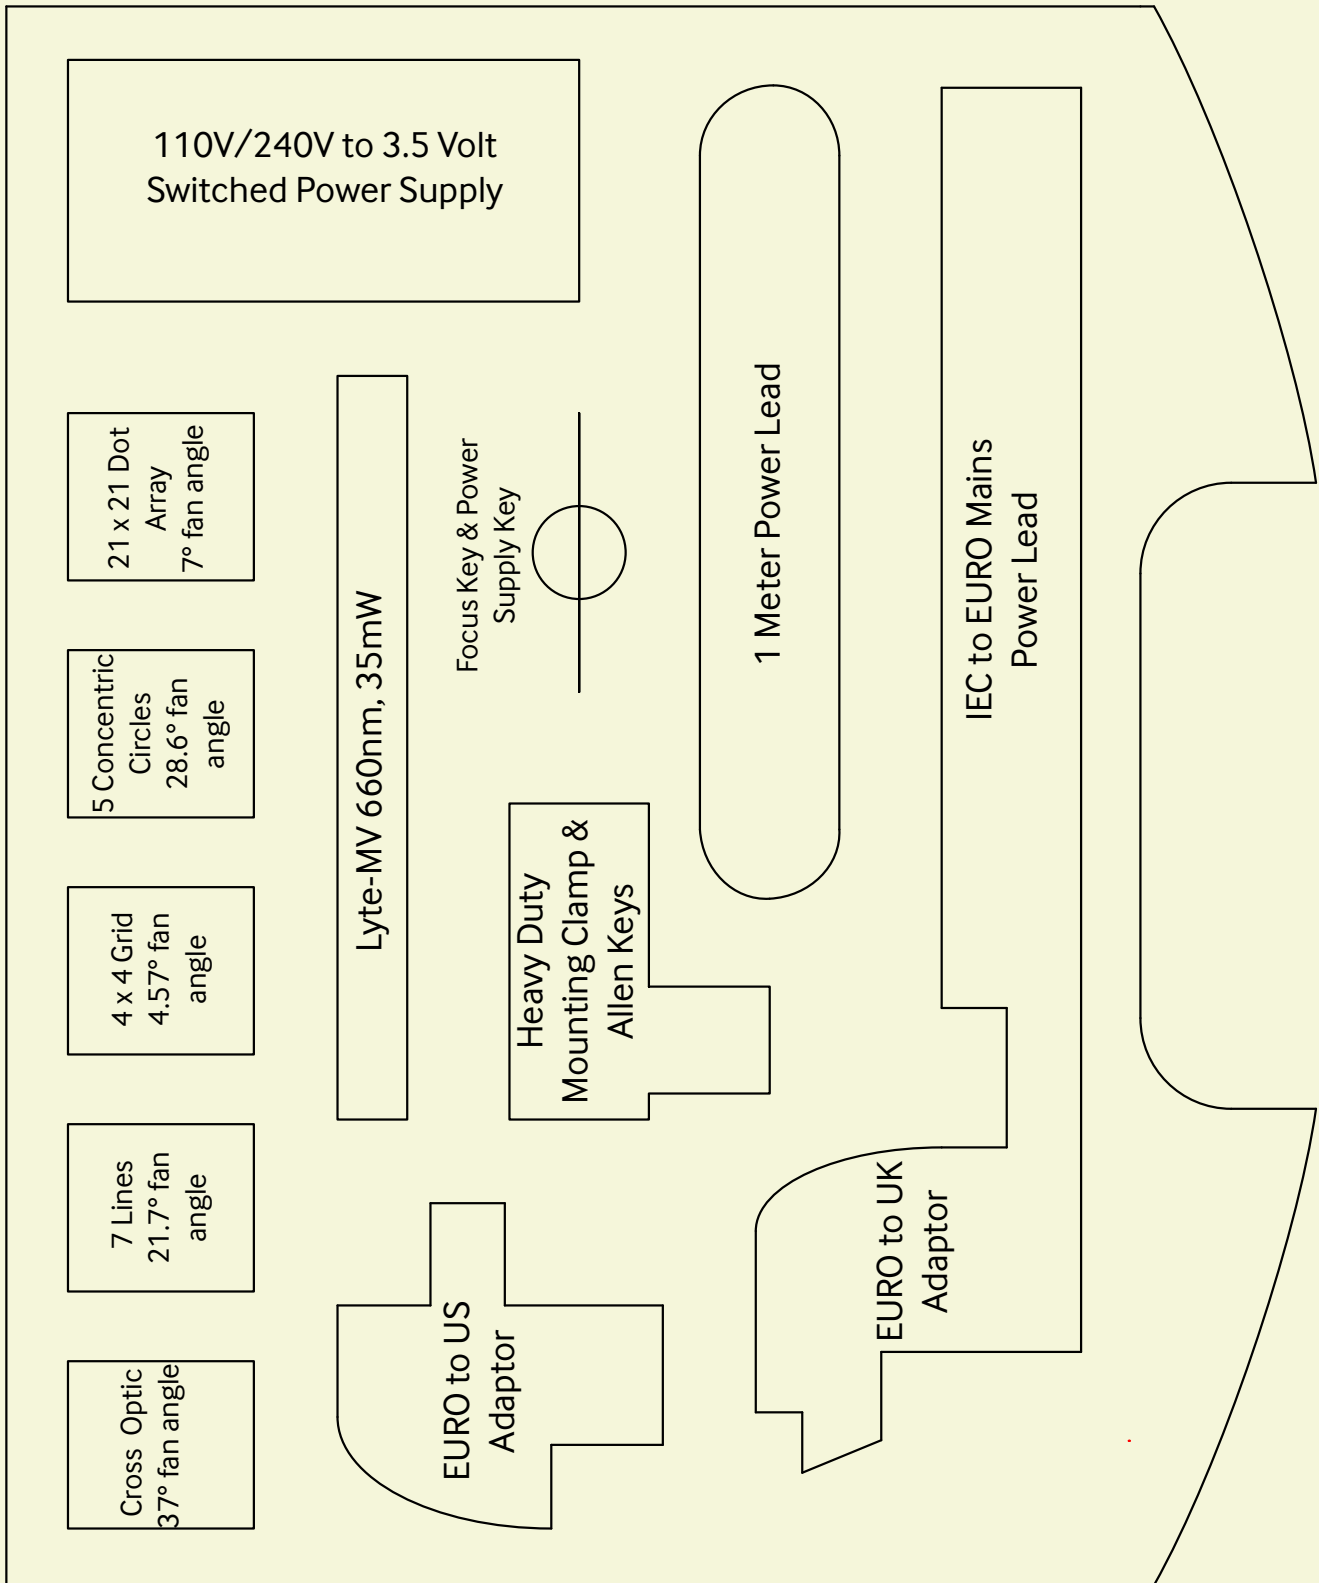 110V/240V to 3.5 Volt
Switched Power Supply
21 x 21 Dot
Array
7° fan angle
5 Concentric
Circles
28.6° fan
angle
4 x 4 Grid
4.57° fan
angle
7 Lines
21.7° fan
angle
Cross Optic
37° fan angle
Lyte-MV 660nm, 35mW
Focus Key & Power
Supply Key
Heavy Duty
Mounting Clamp &
Allen Keys
EURO to US
Adaptor
1 Meter Power Lead
IEC to EURO Mains
Power Lead
EURO to UK
Adaptor